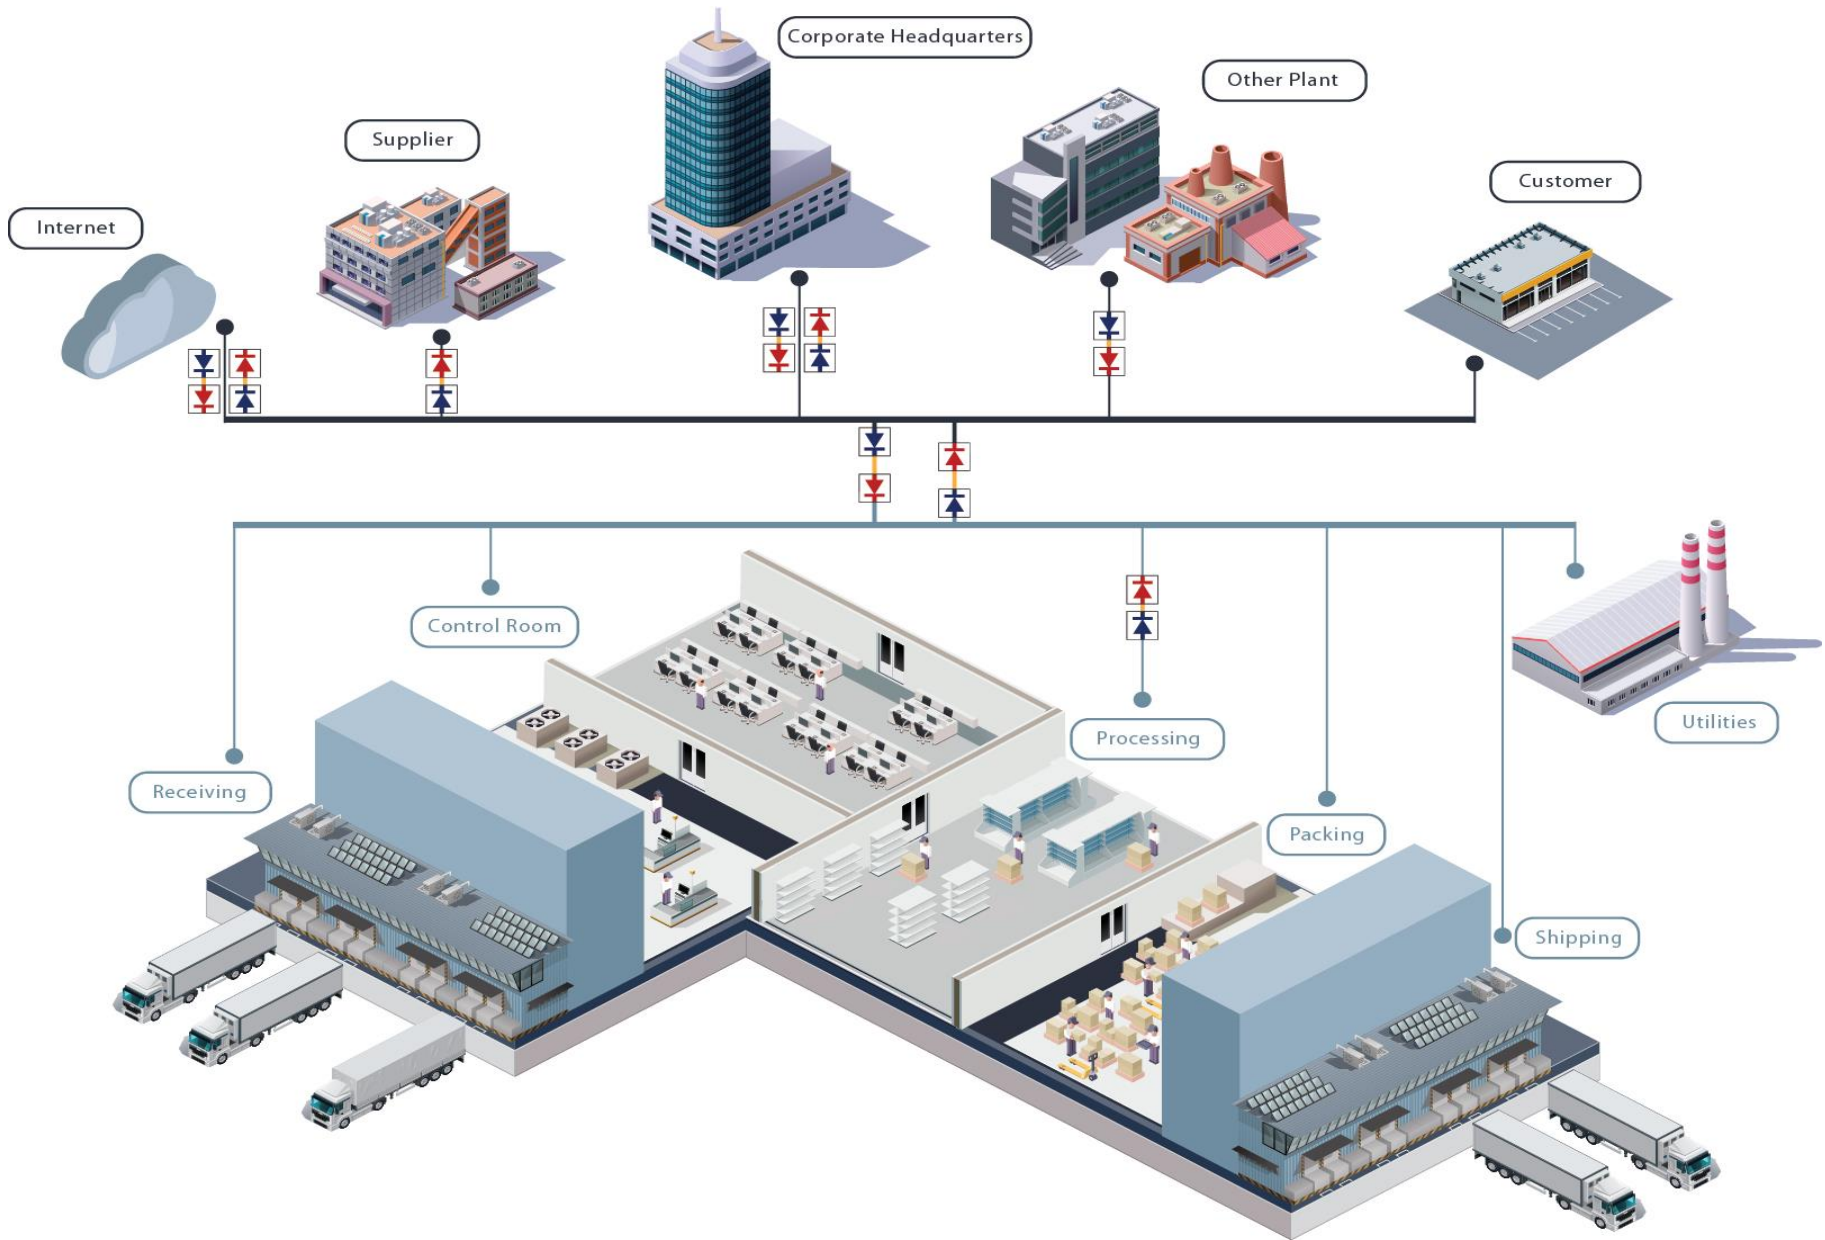 Corporate Headquarters
Other Plant
Supplier
Customer
Internet
Control Room
Utilities
Processing
Receiving
Packing
Shipping